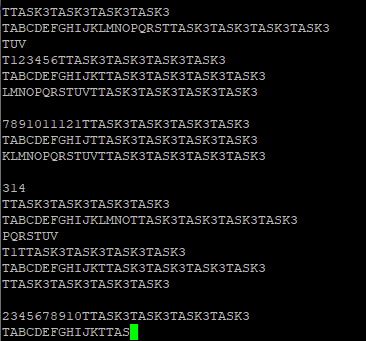 TTASK3TASK3TASK3TASK3
TABCDEFGHIJKLMNOPQRSTTASK3TASK3TASK3TASK3
TUV
T123456TTASK3TASK3TASK3TASK3
TABCDEFGHIJKTTASK3TASK3TASK3TASK3
LMNOPQRSTUVTTASK3TASK3TASK3TASK3

7891011121TTASK3TASK3TASK3TASK3
TABCDEFGHIJTTASK3TASK3TASK3TASK3
KLMNOPQRSTUVTTASK3TASK3TASK3TASK3

314
TTASK3TASK3TASK3TASK3
TABCDEFGHIJKLMNOTTASK3TASK3TASK3TASK3
PQRSTUV
T1TTASK3TASK3TASK3TASK3
TABCDEFGHIJKTTASK3TASK3TASK3TASK3
TTASK3TASK3TASK3TASK3

2345678910TTASK3TASK3TASK3TASK3
TABCDEFGHIJKTTAS